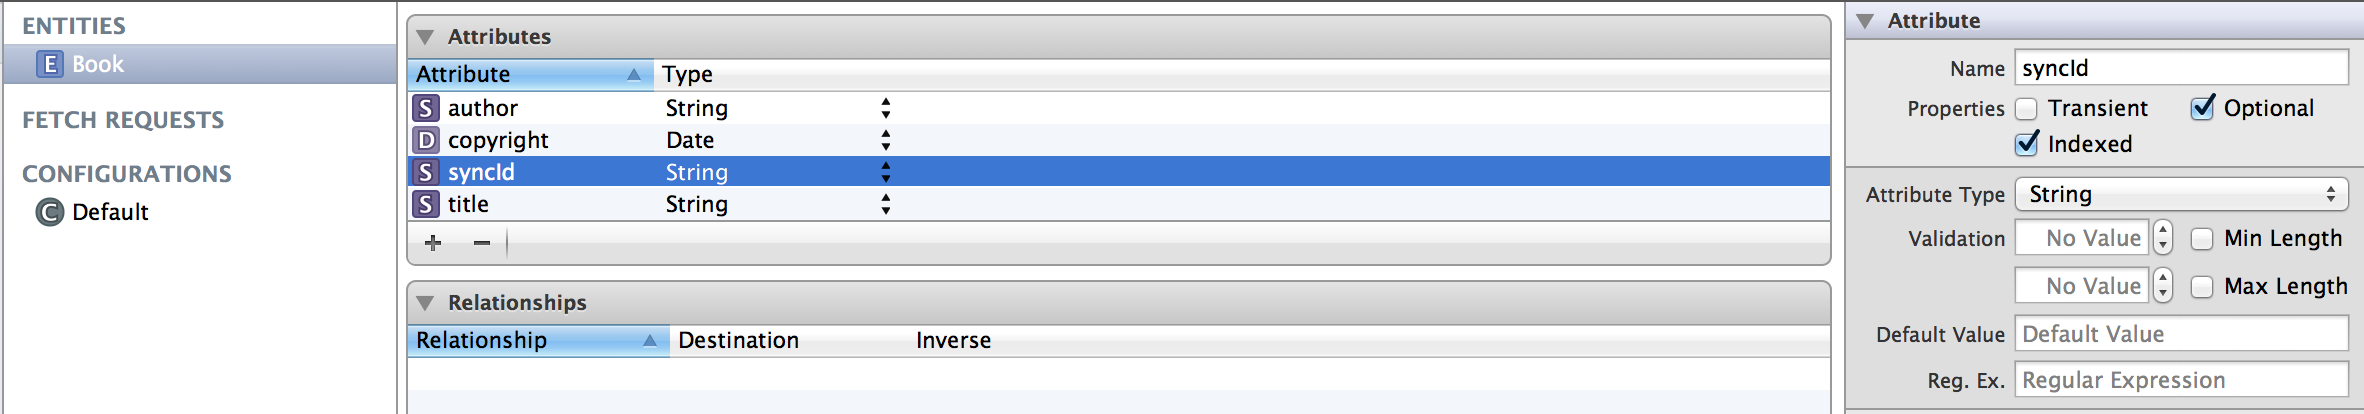 ENTITIES
E Book
FETCH REQUESTS
CONFIGURATIONS
C Default
Attributes
Attribute Type
S author String
D copyright Date
S syncId String
S title String
Relationships
Relationship Destination Inverse
Attribute
Name syncId
Properties Transient Optional
Indexed
Attribute Type String
Validation No Value Min Length
No Value Max Length
Default Value Default Value
Reg. Ex. Regular Expression